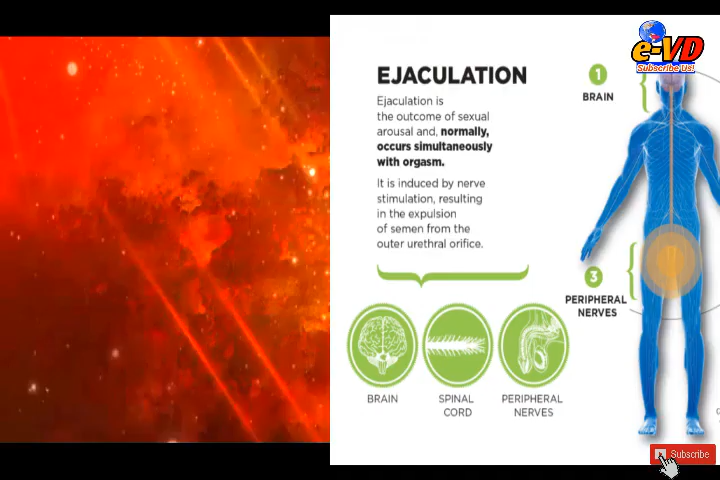 e-VD
Subscribe Us!
EJACULATION
Ejaculation is
the outcome of sexual
arousal and, normally,
occurs simultaneously
with orgasm.
It is induced by nerve
stimulation, resulting
in the expulsion
of semen from the
outer urethral orifice.
1
BRAIN
3
PERIPHERAL
NERVES
BRAIN
SPINAL
CORD
PERIPHERAL
NERVES
Subscribe